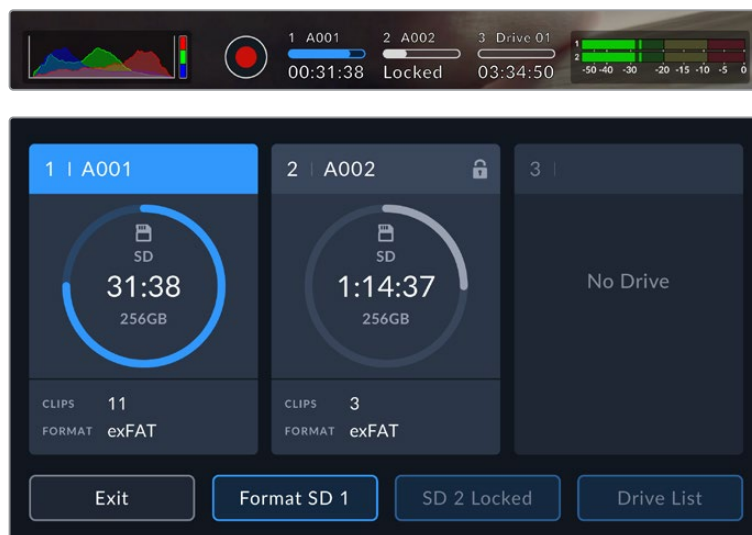 1 A001 2 A002 3 Drive 01
00:31:38 Locked 03:34:50
1
2
-50 -40 -30 -20 -15 -10 -5 0
1 | A001
SD
31:38
256GB
CLIPS 11
FORMAT exFAT
2 | A002
SD
1:14:37
256GB
CLIPS 3
FORMAT exFAT
3 |
No Drive
Exit
Format SD 1
SD 2 Locked
Drive List